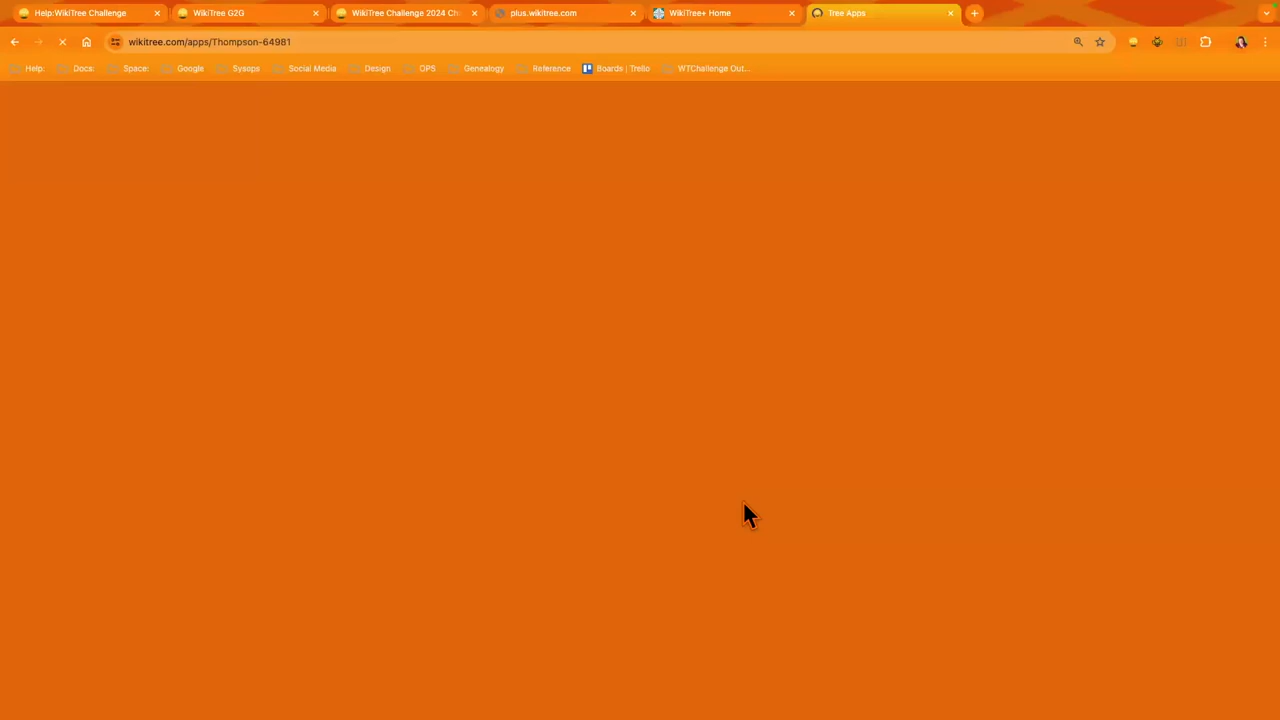 Help:WikiTree Challenge
WikiTree G2G
WikiTree Challenge 2024 Ch
plus.wikitree.com
WikiTree+ Home
Tree Apps
wikitree.com/apps/Thompson-64981
Help:
Docs:
Space:
Google
Sysops
Social Media
Design
OPS
Genealogy
Reference
Boards | Trello
WTChallenge Out...